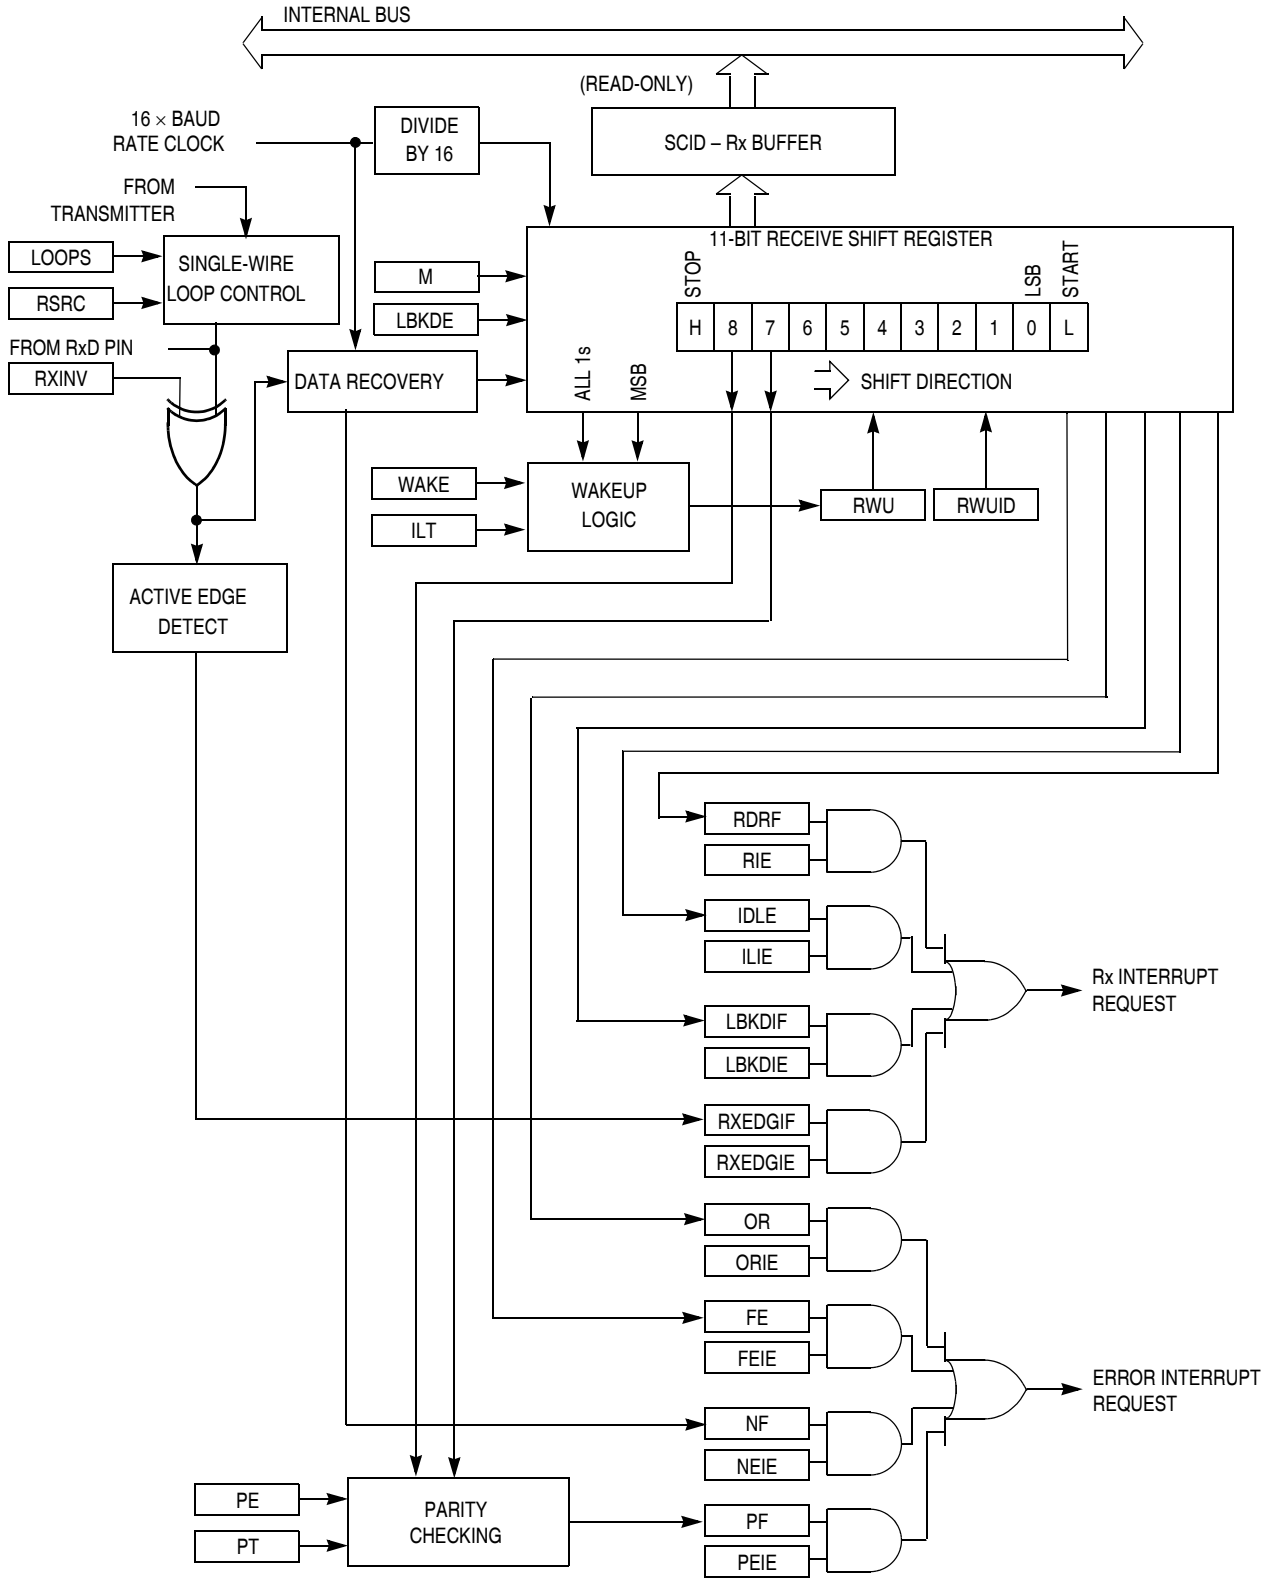 INTERNAL BUS
(READ-ONLY)
16 × BAUD
RATE CLOCK
DIVIDE
BY 16
SCID – Rx BUFFER
FROM
TRANSMITTER
11-BIT RECEIVE SHIFT REGISTER
LOOPS
SINGLE-WIRE
LOOP CONTROL
RSRC
M
LBKDE
STOP
LSB
START
H 8 7 6 5 4 3 2 1 0 L
FROM RxD PIN
RXINV
DATA RECOVERY
ALL 1s
MSB
SHIFT DIRECTION
WAKE
ILT
WAKEUP
LOGIC
RWU
RWUID
ACTIVE EDGE
DETECT
RDRF
RIE
IDLE
ILIE
Rx INTERRUPT
REQUEST
LBKDIF
LBKDIE
RXEDGIF
RXEDGIE
OR
ORIE
FE
FEIE
ERROR INTERRUPT
REQUEST
NF
NEIE
PE
PT
PARITY
CHECKING
PF
PEIE